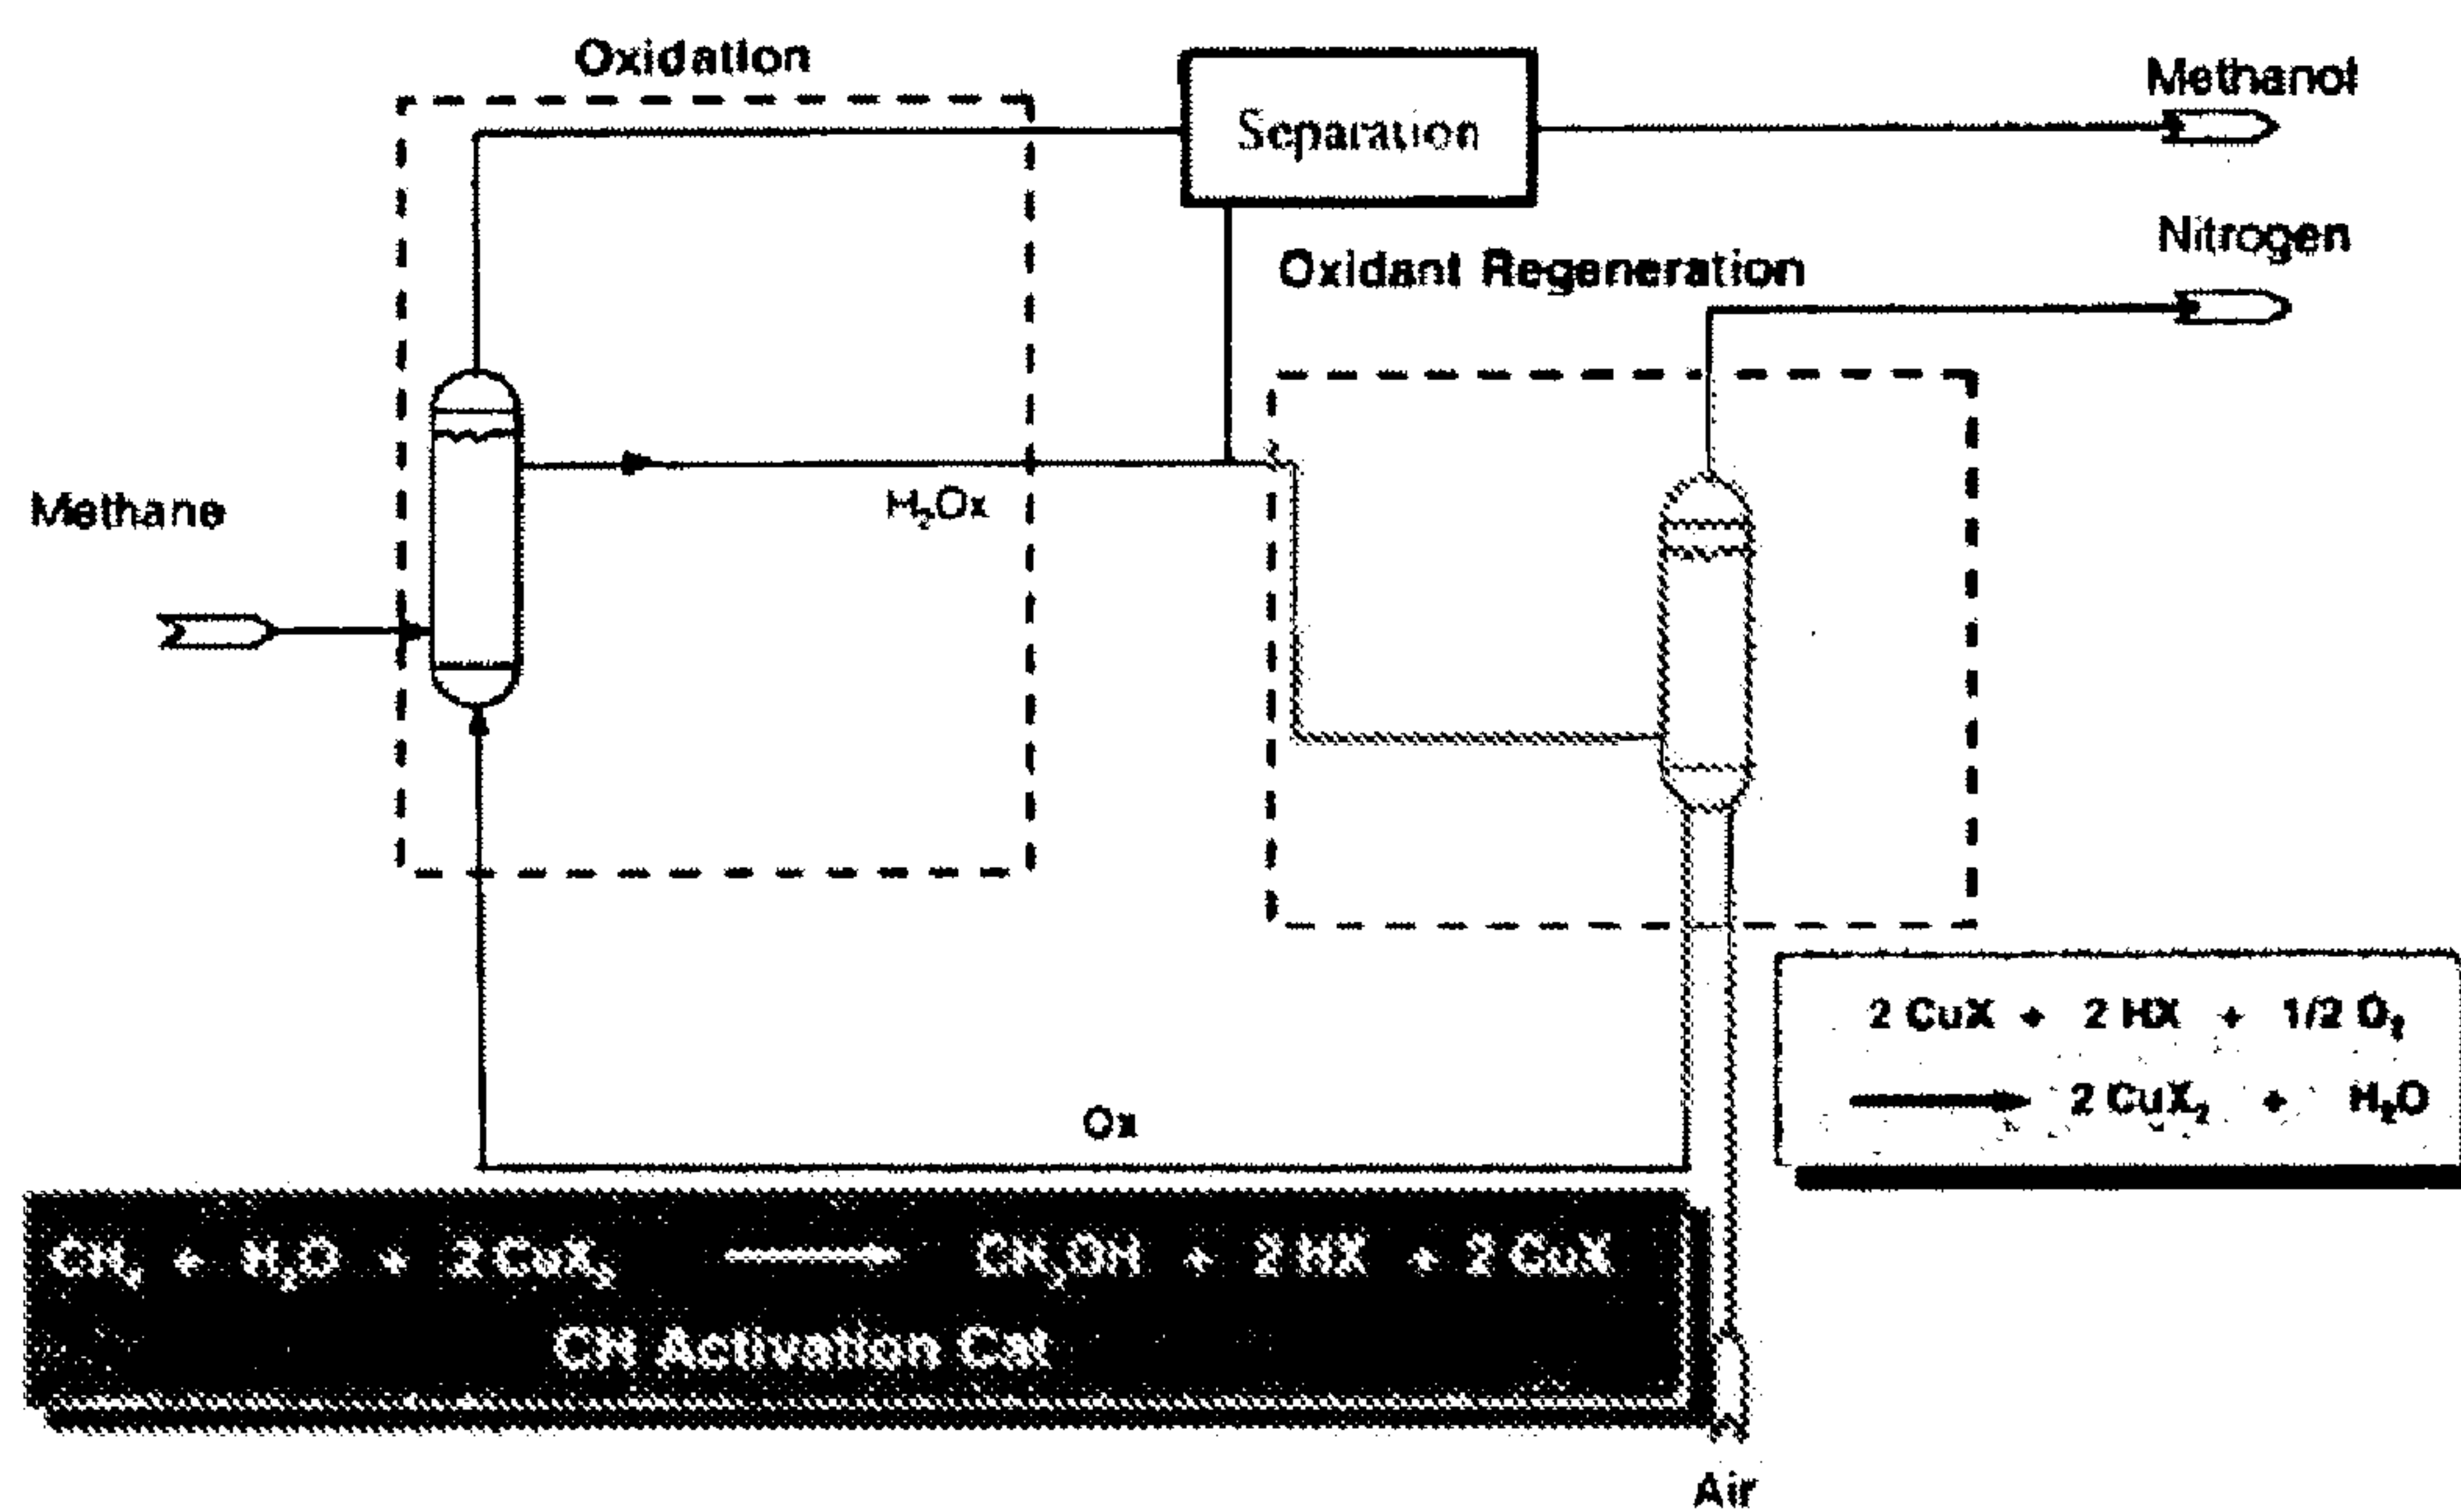 Oxidation
Separation
Methanol
Nitrogen
Oxidant Regeneration
Methane
H₂Ox
2 CuX + 2 HX + 1/2 O₂
⟶ 2 CuX₂ + H₂O
Ox
CH₄ + H₂O + 2 CuX₂ ⟶ CH₃OH + 2 HX + 2 CuX
CH Activation Cat
Air